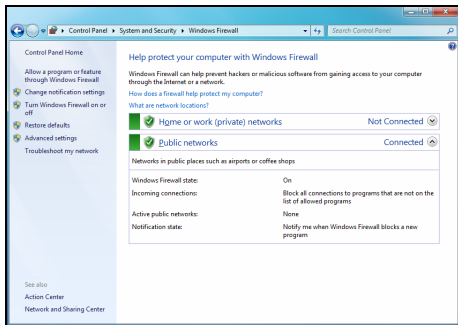 Control Panel ▸ System and Security ▸ Windows Firewall
Search Control Panel
Control Panel Home
Allow a program or feature
through Windows Firewall
Change notification settings
Turn Windows Firewall on or
off
Restore defaults
Advanced settings
Troubleshoot my network
See also
Action Center
Network and Sharing Center
Help protect your computer with Windows Firewall
Windows Firewall can help prevent hackers or malicious software from gaining access to your computer
through the Internet or a network.
How does a firewall help protect my computer?
What are network locations?
Home or work (private) networks Not Connected
Public networks Connected
Networks in public places such as airports or coffee shops
Windows Firewall state: On
Incoming connections: Block all connections to programs that are not on the
list of allowed programs
Active public networks: None
Notification state: Notify me when Windows Firewall blocks a new
program